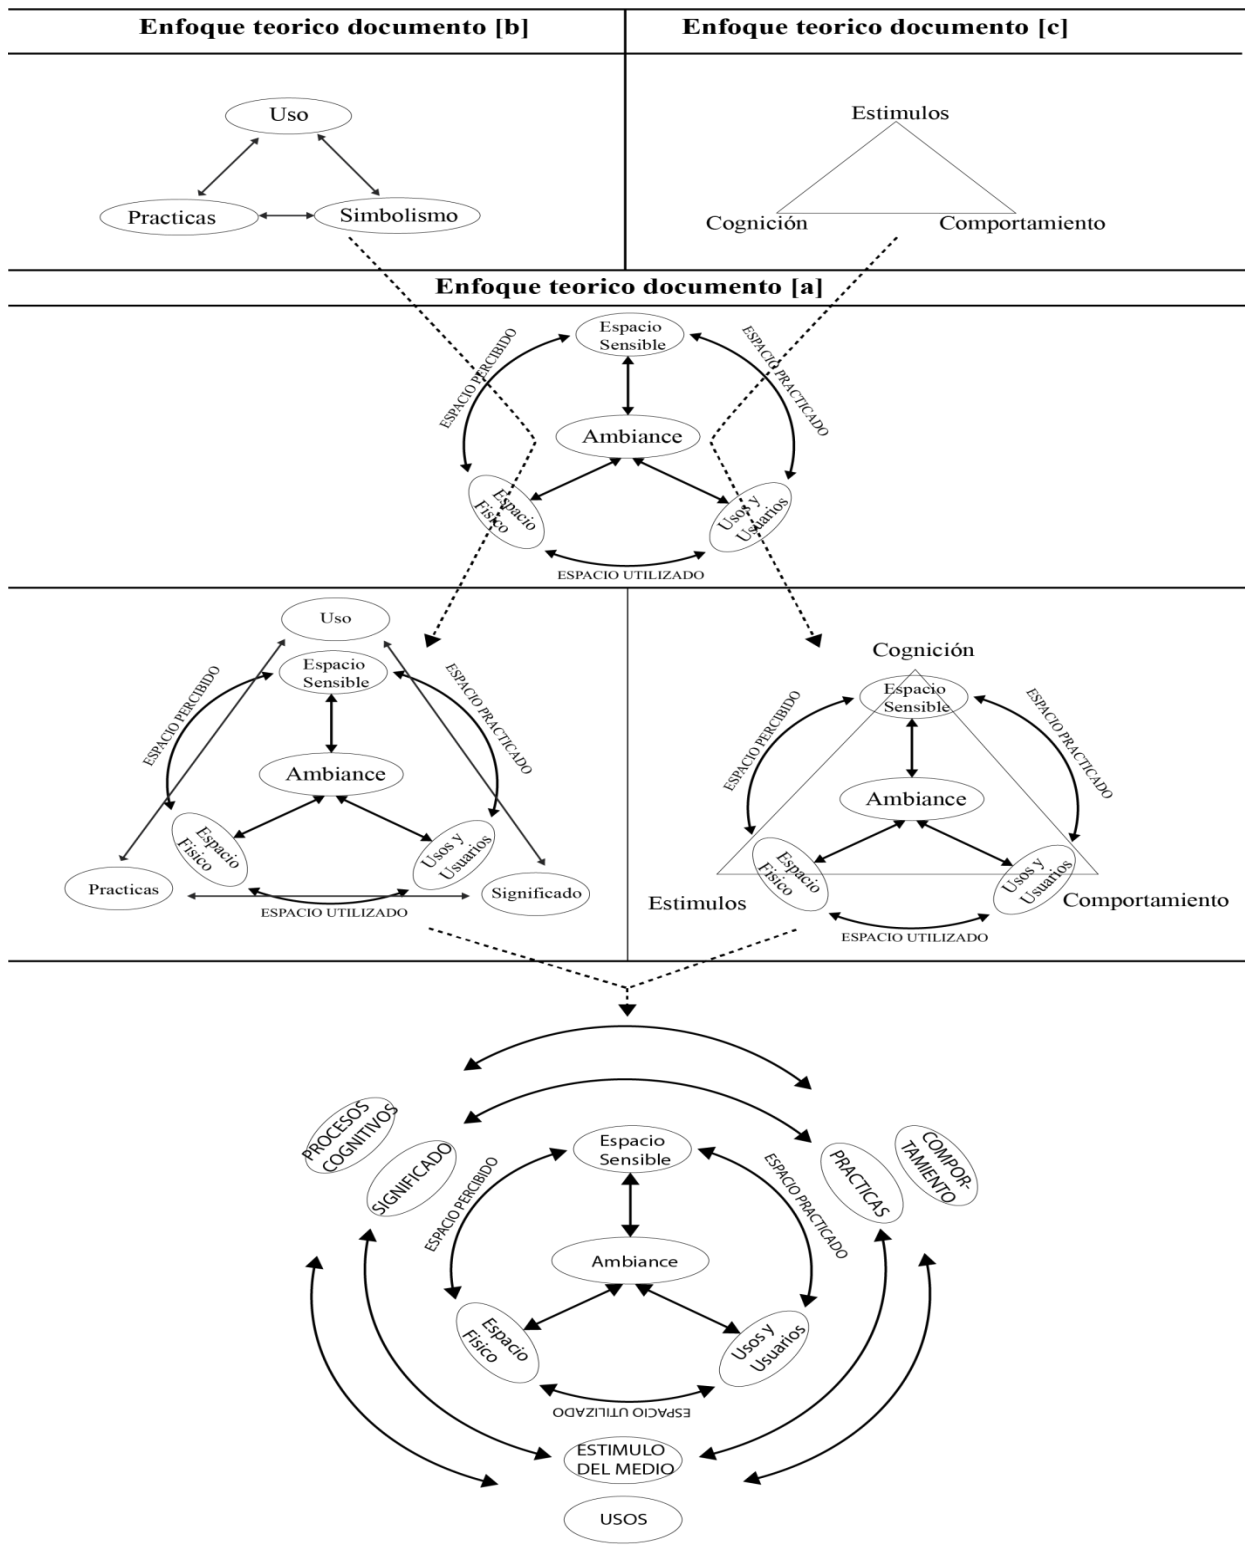 Enfoque teorico documento [b]
Enfoque teorico documento [c]
Uso
Practicas
Simbolismo
Estimulos
Cognición
Comportamiento
Enfoque teorico documento [a]
Espacio
Sensible
ESPACIO PERCIBIDO
ESPACIO PRACTICADO
Ambiance
Espacio
Fisico
Usos y
Usuarios
ESPACIO UTILIZADO
Uso
Espacio
Sensible
ESPACIO PERCIBIDO
ESPACIO PRACTICADO
Ambiance
Espacio
Fisico
Usos y
Usuarios
Practicas
Significado
ESPACIO UTILIZADO
Cognición
Espacio
Sensible
ESPACIO PERCIBIDO
ESPACIO PRACTICADO
Ambiance
Espacio
Fisico
Usos y
Usuarios
Estimulos
Comportamiento
ESPACIO UTILIZADO
PROCESOS
COGNITIVOS
SIGNIFICADO
Espacio
Sensible
PRACTICAS
COMPOR-
TAMIENTO
ESPACIO PERCIBIDO
ESPACIO PRACTICADO
Ambiance
Espacio
Fisico
Usos y
Usuarios
ESPACIO UTILIZADO
ESTIMULO
DEL MEDIO
USOS